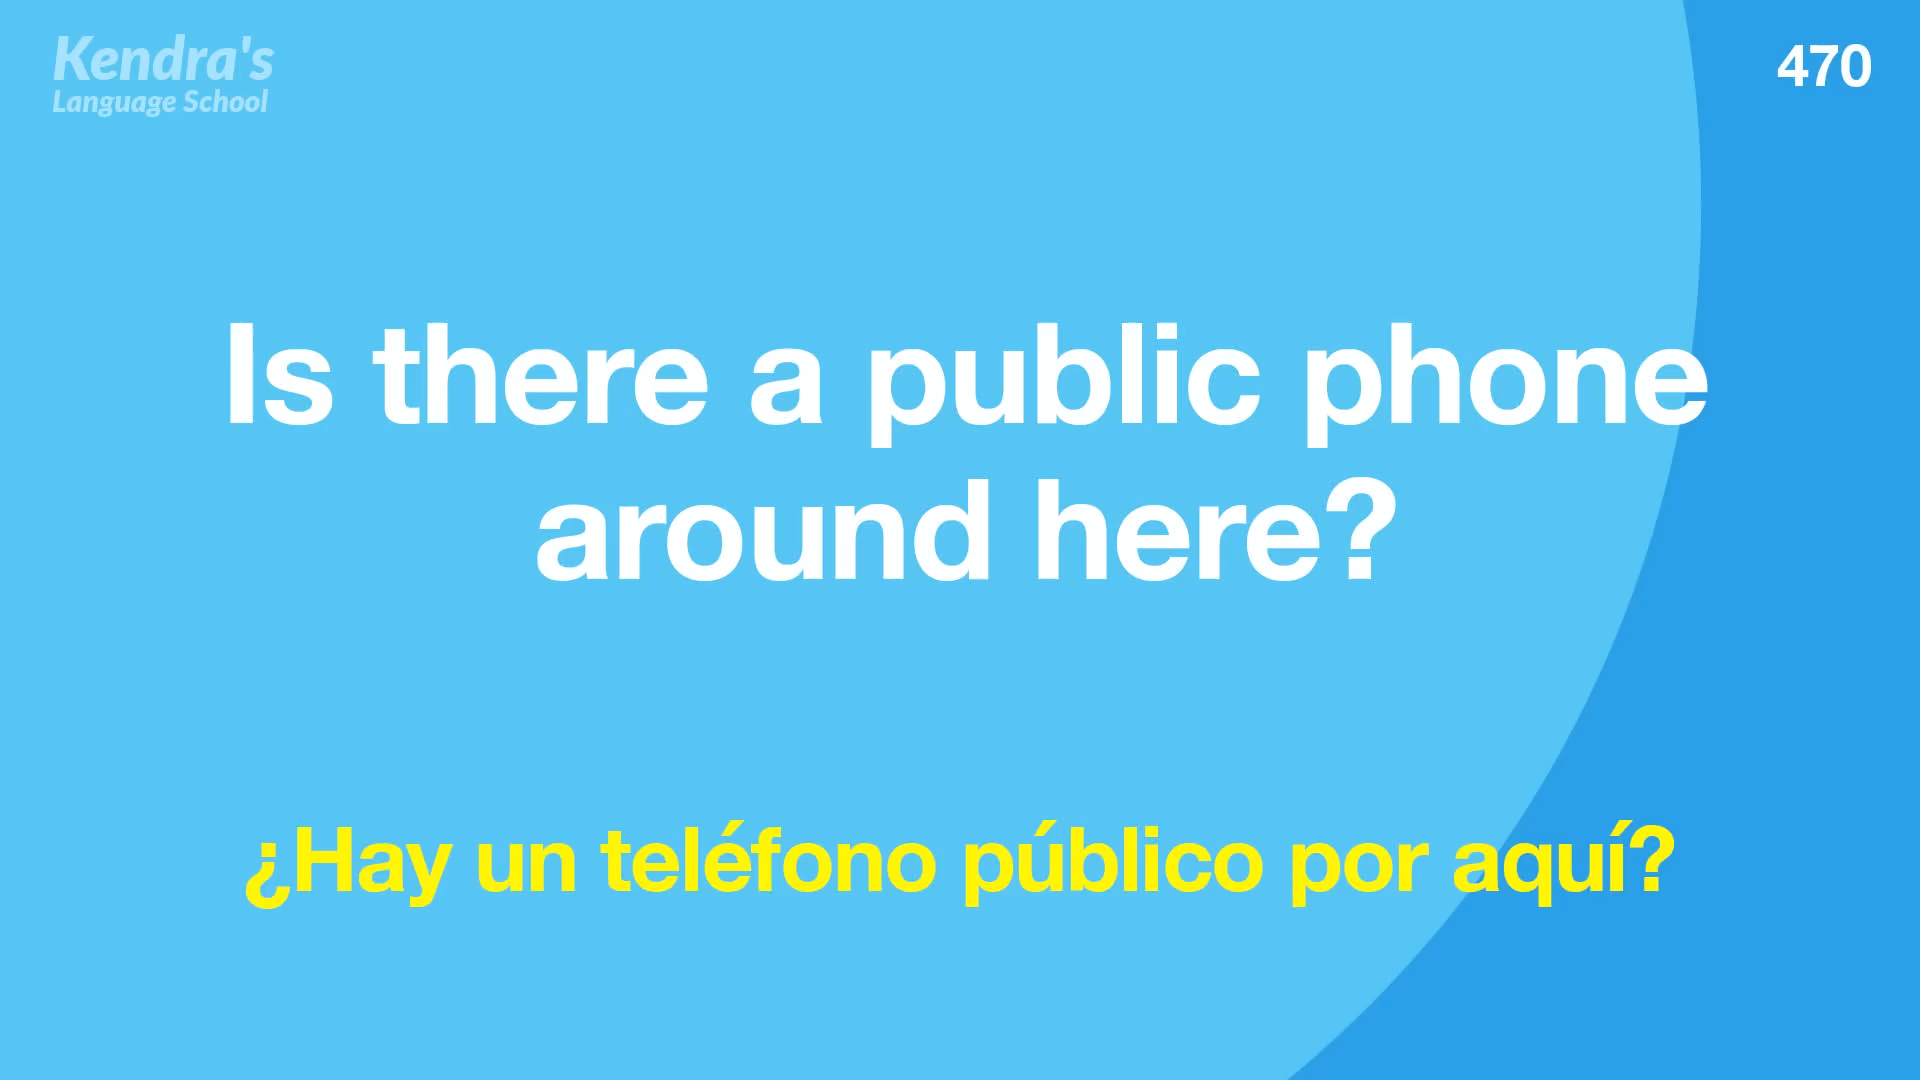 Kendra's
Language School
470
Is there a public phone
around here?
¿Hay un teléfono público por aquí?